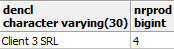 dencl nrprod
character varying(30) bigint
Client 3 SRL 4